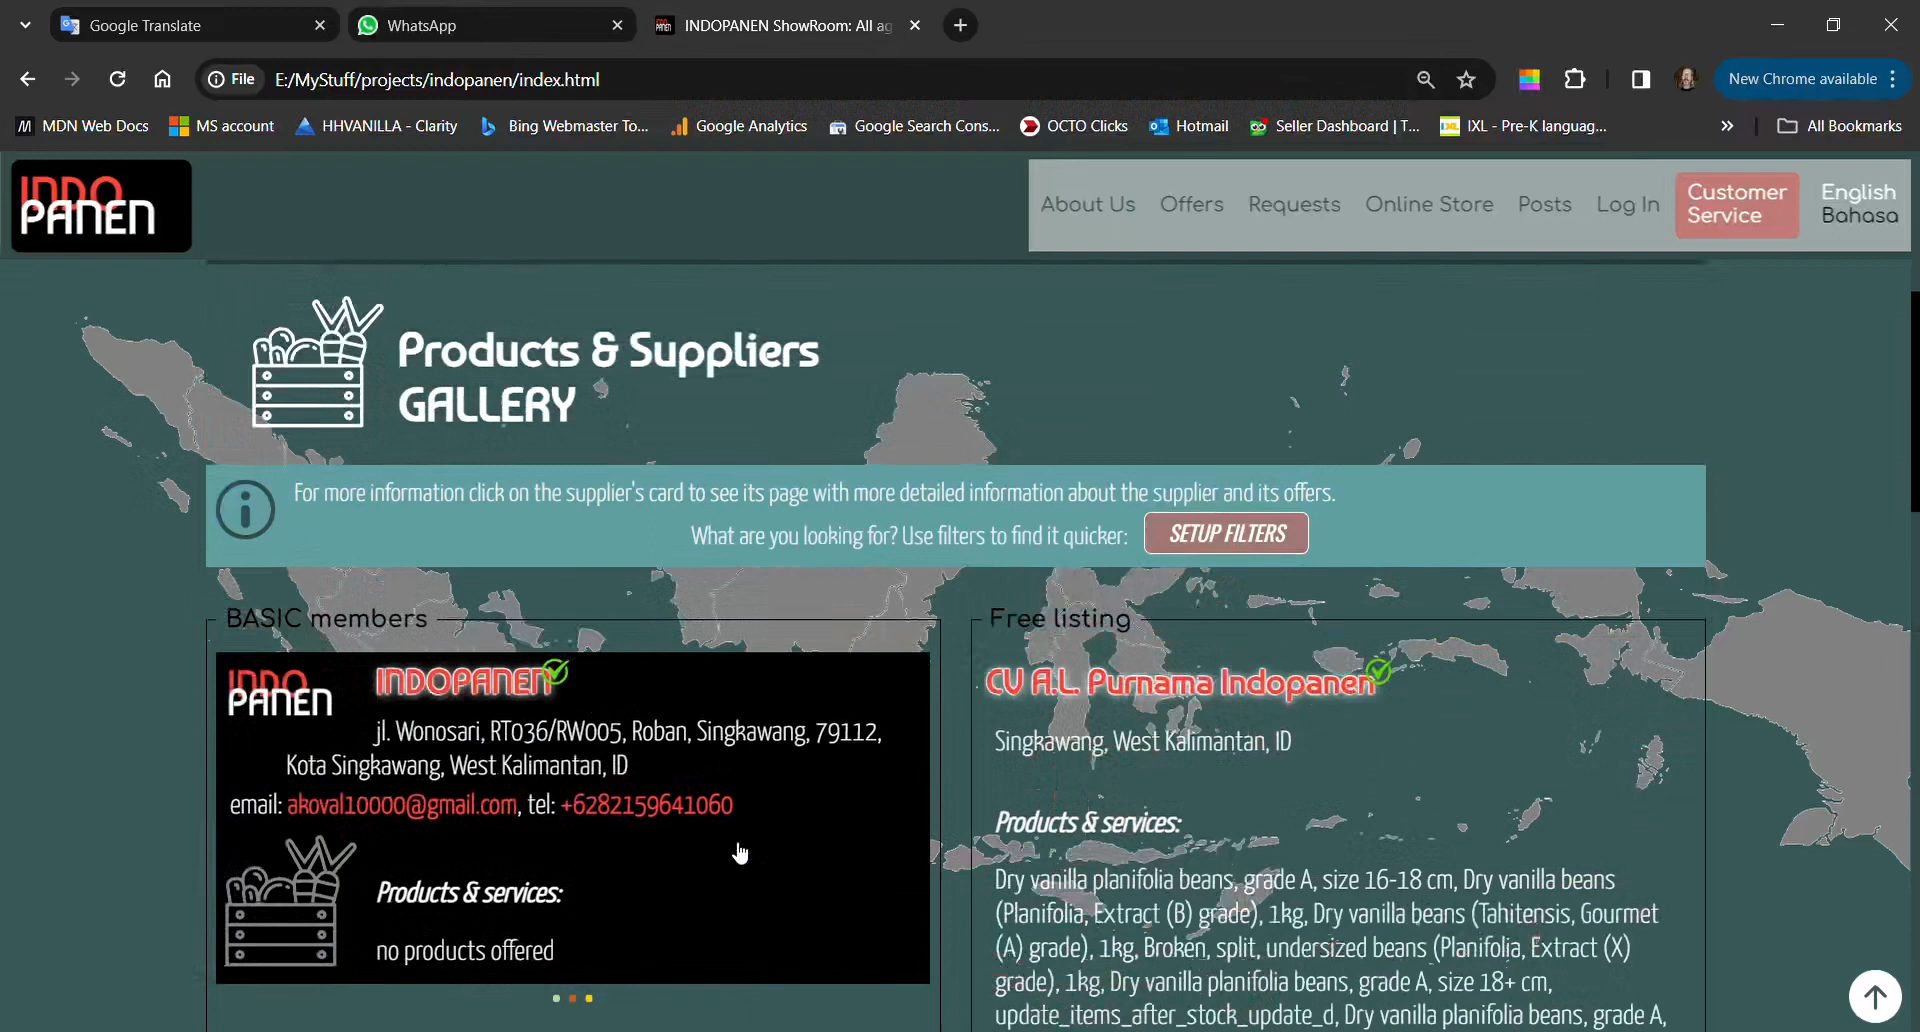 Google Translate
WhatsApp
INDOPANEN ShowRoom: All ag
File
E:/MyStuff/projects/indopanen/index.html
New Chrome available
MDN Web Docs
MS account
HHVANILLA - Clarity
Bing Webmaster To...
Google Analytics
Google Search Cons...
OCTO Clicks
Hotmail
Seller Dashboard | T...
IXL - Pre-K languag...
All Bookmarks
INDO
PANEN
About Us
Offers
Requests
Online Store
Posts
Log In
Customer
Service
English
Bahasa
Products & Suppliers
GALLERY
For more information click on the supplier's card to see its page with more detailed information about the supplier and its offers.
What are you looking for? Use filters to find it quicker:
SETUP FILTERS
BASIC members
INDO
PANEN
INDOPANEN
jl. Wonosari, RT036/RW005, Roban, Singkawang, 79112,
Kota Singkawang, West Kalimantan, ID
email: akoval10000@gmail.com, tel: +6282159641060
Products & services:
no products offered
Free listing
CV A.L. Purnama Indopanen
Singkawang, West Kalimantan, ID
Products & services:
Dry vanilla planifolia beans, grade A, size 16-18 cm, Dry vanilla beans
(Planifolia, Extract (B) grade), 1kg, Dry vanilla beans (Tahitensis, Gourmet
(A) grade), 1kg, Broken, split, undersized beans (Planifolia, Extract (X)
grade), 1kg, Dry vanilla planifolia beans, grade A, size 18+ cm,
update_items_after_stock_update_d, Dry vanilla planifolia beans, grade A,